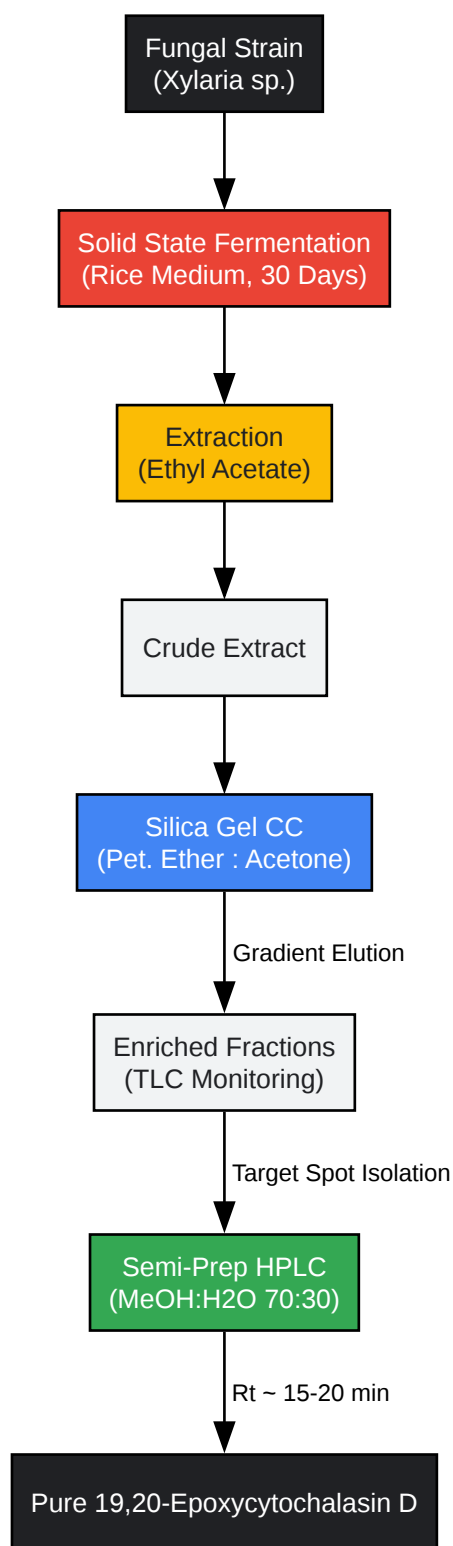 Fungal Strain
(Xylaria sp.)
Solid State Fermentation
(Rice Medium, 30 Days)
Extraction
(Ethyl Acetate)
Crude Extract
Silica Gel CC
(Pet. Ether : Acetone)
Gradient Elution
Enriched Fractions
(TLC Monitoring)
Target Spot Isolation
Semi-Prep HPLC
(MeOH:H2O 70:30)
Rt ~ 15-20 min
Pure 19,20-Epoxycytochalasin D